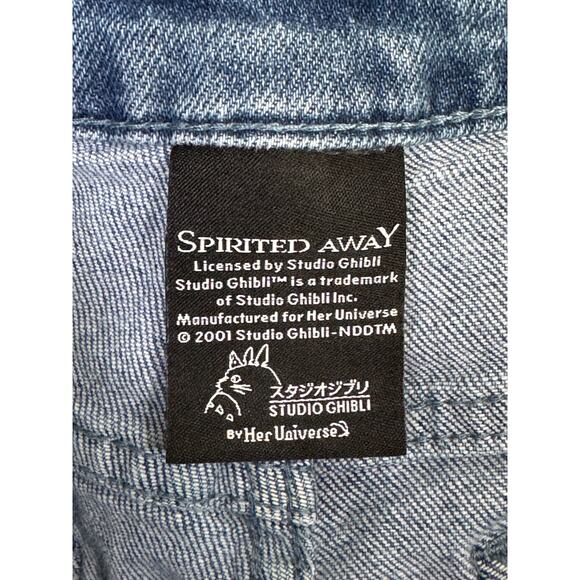 SPIRITED AWAY
Licensed by Studio Ghibli
Studio Ghibli™ is a trademark
of Studio Ghibli Inc.
Manufactured for Her Universe
© 2001 Studio Ghibli-NDDTM
スタジオジブリ
STUDIO GHIBLI
BY Her Universe